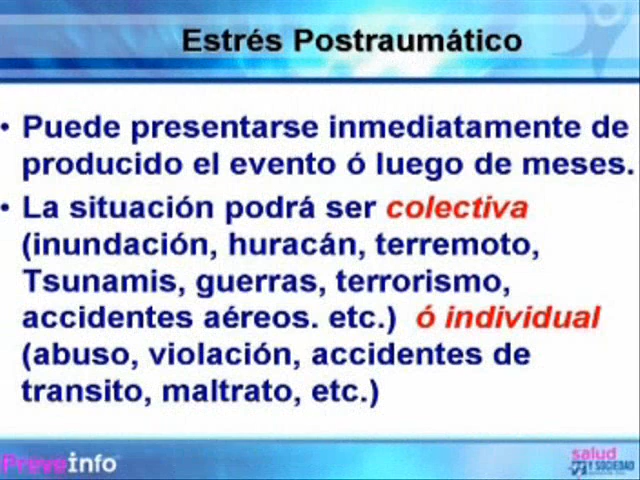 Estrés Postraumático
• Puede presentarse inmediatamente de
producido el evento ó luego de meses.
• La situación podrá ser colectiva
(inundación, huracán, terremoto,
Tsunamis, guerras, terrorismo,
accidentes aéreos. etc.) ó individual
(abuso, violación, accidentes de
transito, maltrato, etc.)
PreveInfo
salud
Y SOCIEDAD